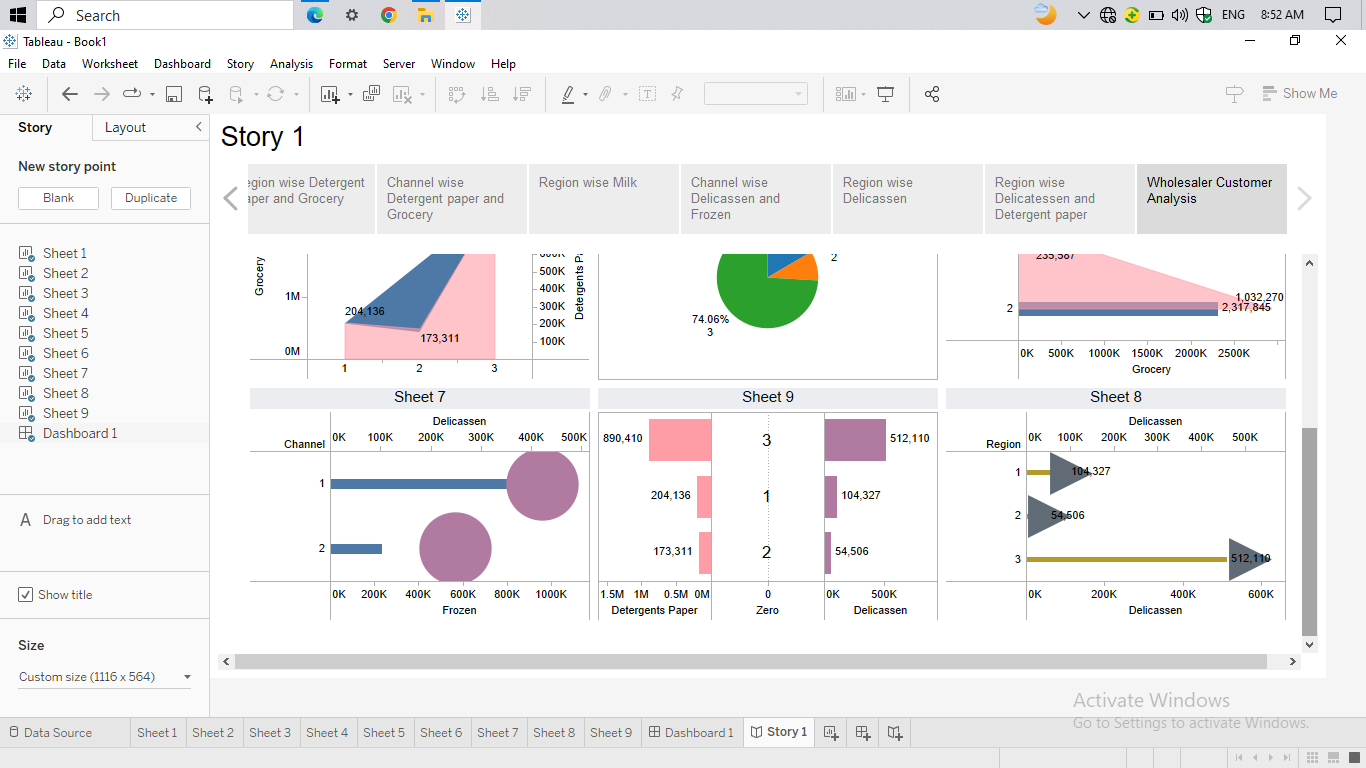 Search
ENG
8:52 AM
Tableau - Book1
File Data Worksheet Dashboard Story Analysis Format Server Window Help
Show Me
Story
Layout
New story point
Blank
Duplicate
Sheet 1
Sheet 2
Sheet 3
Sheet 4
Sheet 5
Sheet 6
Sheet 7
Sheet 8
Sheet 9
Dashboard 1
A Drag to add text
Show title
Size
Custom size (1116 x 564)
Story 1
egion wise Detergent
aper and Grocery
Channel wise
Detergent paper and
Grocery
Region wise Milk
Channel wise
Delicassen and
Frozen
Region wise
Delicassen
Region wise
Delicatessen and
Detergent paper
Wholesaler Customer
Analysis
Grocery
1M
0M
204,136
173,311
1 2 3
600K
500K
400K
300K
200K
100K
Detergents P
2
74.06%
3
235,587
1,032,270
2,317,845
2
0K 500K 1000K 1500K 2000K 2500K
Grocery
Sheet 7
Delicassen
Channel
0K 100K 200K 300K 400K 500K
1
2
0K 200K 400K 600K 800K 1000K
Frozen
Sheet 9
890,410 3 512,110
204,136 1 104,327
173,311 2 54,506
1.5M 1M 0.5M 0M 0 0K 500K
Detergents Paper Zero Delicassen
Sheet 8
Delicassen
Region
0K 100K 200K 300K 400K 500K
1 104,327
2 54,506
3 512,110
0K 200K 400K 600K
Delicassen
Activate Windows
Go to Settings to activate Windows.
Data Source Sheet 1 Sheet 2 Sheet 3 Sheet 4 Sheet 5 Sheet 6 Sheet 7 Sheet 8 Sheet 9 Dashboard 1 Story 1